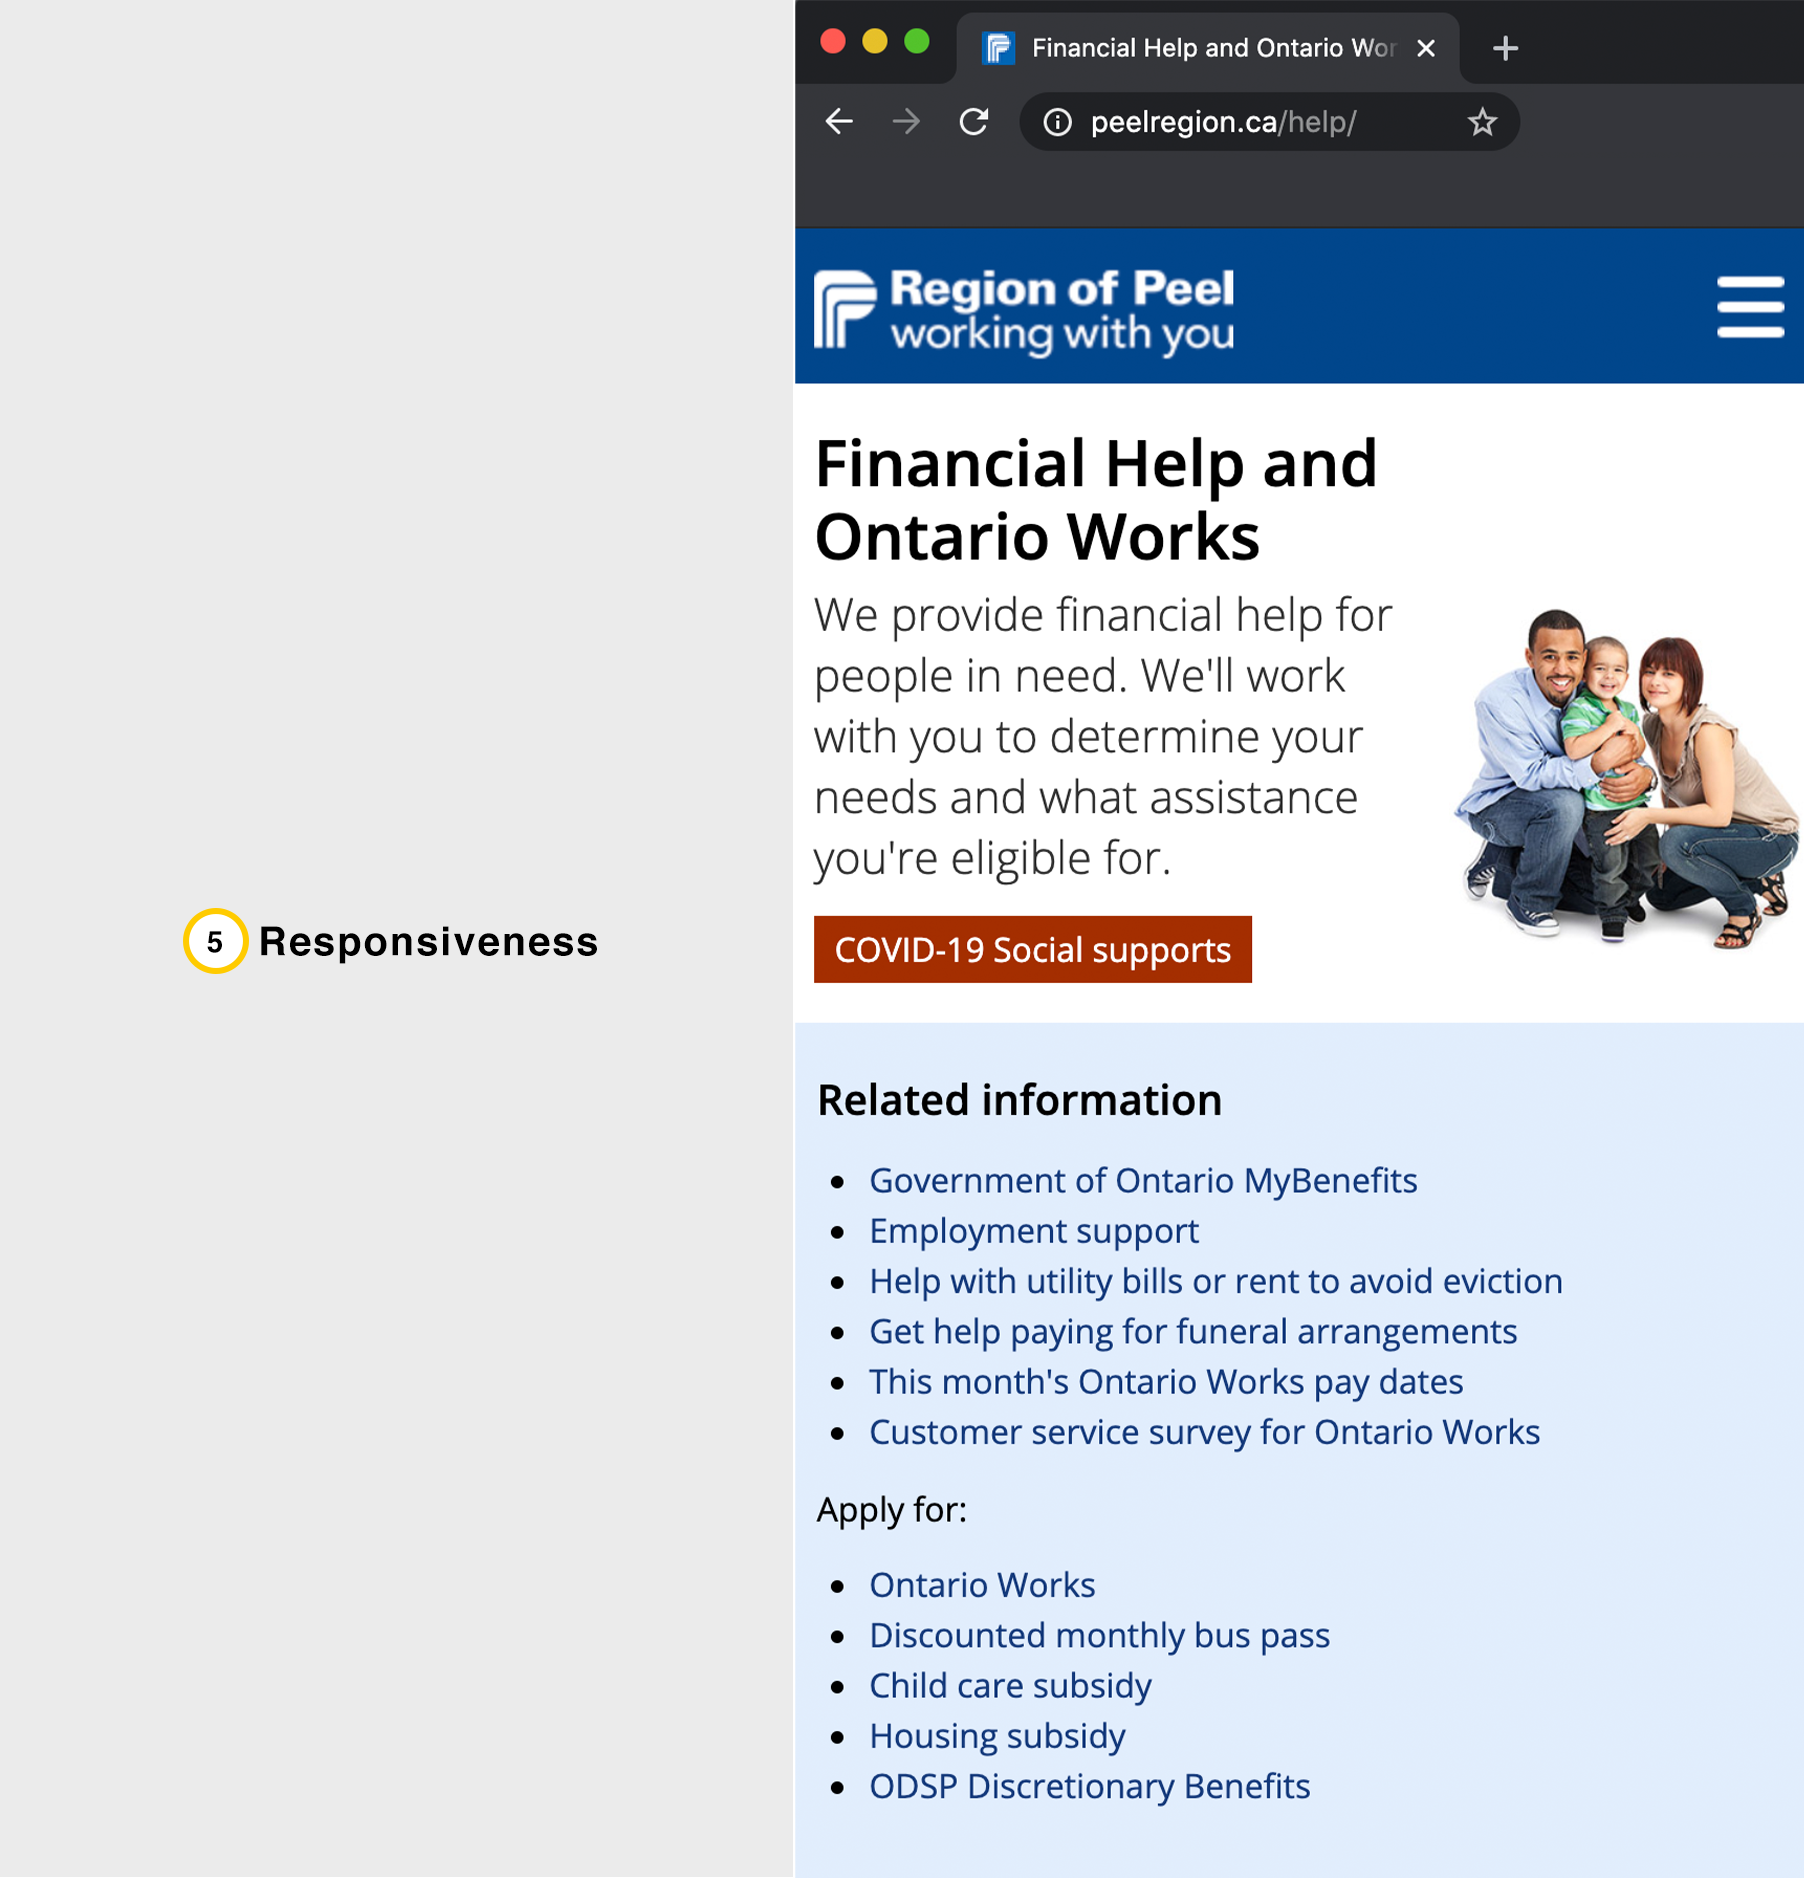 5 Responsiveness
Financial Help and Ontario Wor
peelregion.ca/help/
Region of Peel
working with you
Financial Help and
Ontario Works
We provide financial help for
people in need. We'll work
with you to determine your
needs and what assistance
you're eligible for.
COVID-19 Social supports
Related information
Government of Ontario MyBenefits
Employment support
Help with utility bills or rent to avoid eviction
Get help paying for funeral arrangements
This month's Ontario Works pay dates
Customer service survey for Ontario Works
Apply for:
Ontario Works
Discounted monthly bus pass
Child care subsidy
Housing subsidy
ODSP Discretionary Benefits